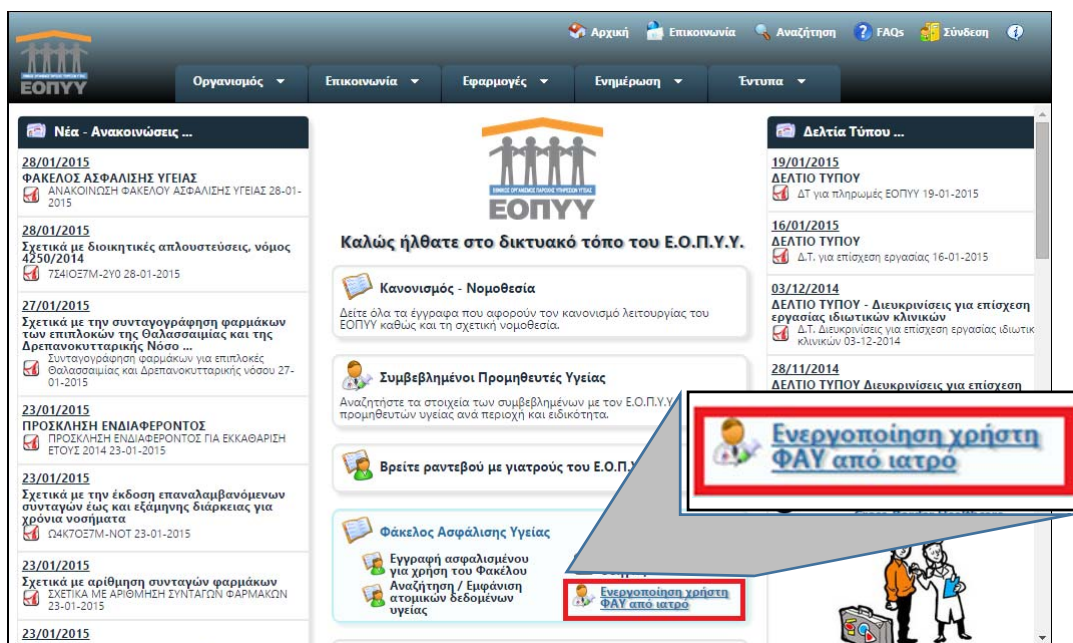 Αρχική Επικοινωνία Αναζήτηση FAQs Σύνδεση
ΕΟΠΥΥ
Οργανισμός Επικοινωνία Εφαρμογές Ενημέρωση Έντυπα
Νέα - Ανακοινώσεις ...
28/01/2015
ΦΑΚΕΛΟΣ ΑΣΦΑΛΙΣΗΣ ΥΓΕΙΑΣ
ΑΝΑΚΟΙΝΩΣΗ ΦΑΚΕΛΟΥ ΑΣΦΑΛΙΣΗΣ ΥΓΕΙΑΣ 28-01-
2015
28/01/2015
Σχετικά με διοικητικές απλουστεύσεις, νόμος
4250/2014
7Σ4ΙΟΞ7Μ-2Υ0 28-01-2015
27/01/2015
Σχετικά με την συνταγογράφηση φαρμάκων
των επιπλοκών της Θαλασσαιμίας και της
Δρεπανοκυτταρικής Νόσο ...
Συνταγογράφηση φαρμάκων για επιπλοκές
Θαλασσαιμίας και Δρεπανοκυτταρικής νόσου 27-
01-2015
23/01/2015
ΠΡΟΣΚΛΗΣΗ ΕΝΔΙΑΦΕΡΟΝΤΟΣ
ΠΡΟΣΚΛΗΣΗ ΕΝΔΙΑΦΕΡΟΝΤΟΣ ΓΙΑ ΕΚΚΑΘΑΡΙΣΗ
ΕΤΟΥΣ 2014 23-01-2015
23/01/2015
Σχετικά με την έκδοση επαναλαμβανόμενων
συνταγών έως και εξάμηνης διάρκειας για
χρόνια νοσήματα
Ω4Κ7ΟΞ7Μ-ΝΟΤ 23-01-2015
23/01/2015
Σχετικά με αρίθμηση συνταγών φαρμάκων
ΣΧΕΤΙΚΑ ΜΕ ΑΡΙΘΜΗΣΗ ΣΥΝΤΑΓΩΝ ΦΑΡΜΑΚΩΝ
23-01-2015
23/01/2015
ΕΘΝΙΚΟΣ ΟΡΓΑΝΙΣΜΟΣ ΠΑΡΟΧΗΣ ΥΠΗΡΕΣΙΩΝ ΥΓΕΙΑΣ
ΕΟΠΥΥ
Καλώς ήλθατε στο δικτυακό τόπο του Ε.Ο.Π.Υ.Υ.
Κανονισμός - Νομοθεσία
Δείτε όλα τα έγγραφα που αφορούν τον κανονισμό λειτουργίας του
ΕΟΠΥΥ καθώς και τη σχετική νομοθεσία.
Συμβεβλημένοι Προμηθευτές Υγείας
Αναζητήστε τα στοιχεία των συμβεβλημένων με τον Ε.Ο.Π.Υ.Υ
προμηθευτών υγείας ανά περιοχή και ειδικότητα.
Βρείτε ραντεβού με γιατρούς του Ε.Ο.Π.
Φάκελος Ασφάλισης Υγείας
Εγγραφή ασφαλισμένου
για χρήση του Φακέλου
Αναζήτηση / Εμφάνιση
ατομικών δεδομένων
υγείας
Ενεργοποίηση χρήστη
ΦΑΥ από ιατρό
Δελτία Τύπου ...
19/01/2015
ΔΕΛΤΙΟ ΤΥΠΟΥ
ΔΤ για πληρωμές ΕΟΠΥΥ 19-01-2015
16/01/2015
ΔΕΛΤΙΟ ΤΥΠΟΥ
Δ.Τ. για επίσχεση εργασίας 16-01-2015
03/12/2014
ΔΕΛΤΙΟ ΤΥΠΟΥ - Διευκρινίσεις για επίσχεση
εργασίας ιδιωτικών κλινικών
Δ.Τ. Διευκρινίσεις για επίσχεση εργασίας ιδιωτικ
κλινικών 03-12-2014
28/11/2014
ΔΕΛΤΙΟ ΤΥΠΟΥ Διευκρινίσεις για επίσχεση
Ενεργοποίηση χρήστη
ΦΑΥ από ιατρό